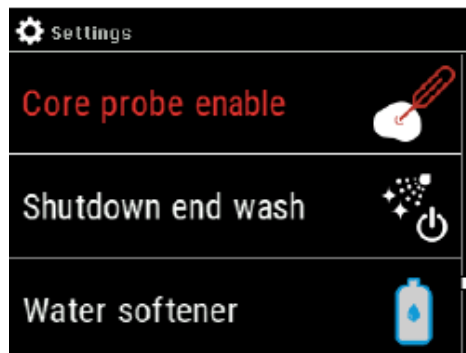 Settings
Core probe enable
Shutdown end wash
Water softener